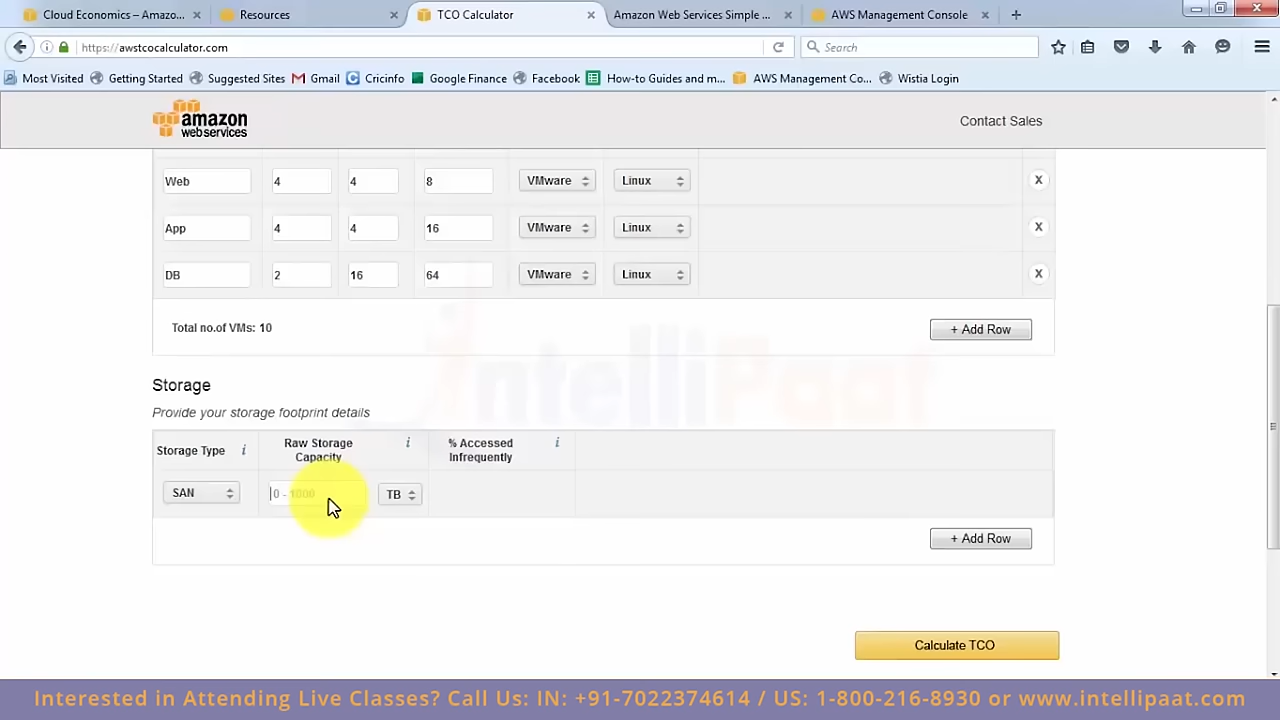 Cloud Economics – Amazo... × Resources × TCO Calculator × Amazon Web Services Simple ... × AWS Management Console × +
https://awstcocalculator.com Search
Most Visited Getting Started Suggested Sites Gmail Cricinfo Google Finance Facebook How-to Guides and m... AWS Management Co... Wistia Login
amazon
web services
Contact Sales
Web 4 4 8 VMware Linux X
App 4 4 16 VMware Linux X
DB 2 16 64 VMware Linux X
Total no.of VMs: 10 + Add Row
IntelliPaat
Storage
Provide your storage footprint details
Storage Type i Raw Storage Capacity i % Accessed Infrequently i
SAN 0 - 1000 TB
+ Add Row
Calculate TCO
Interested in Attending Live Classes? Call Us: IN: +91-7022374614 / US: 1-800-216-8930 or www.intellipaat.com